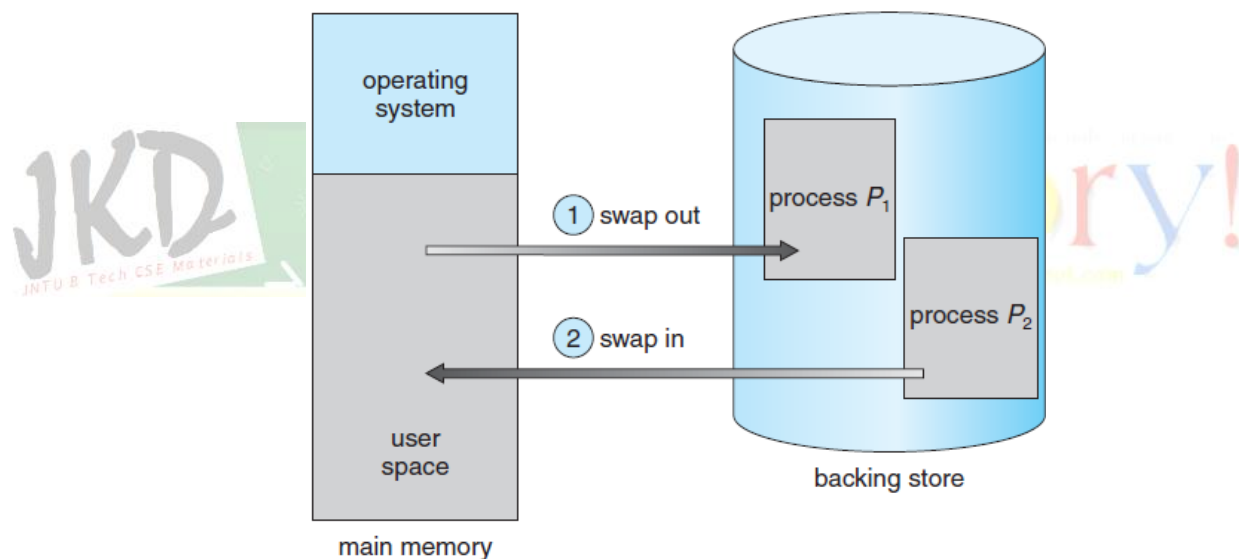 operating
system
JKD
JNTU B Tech CSE Materials
process P₁
ory!
1 swap out
process P₂
2 swap in
user
space
backing store
main memory